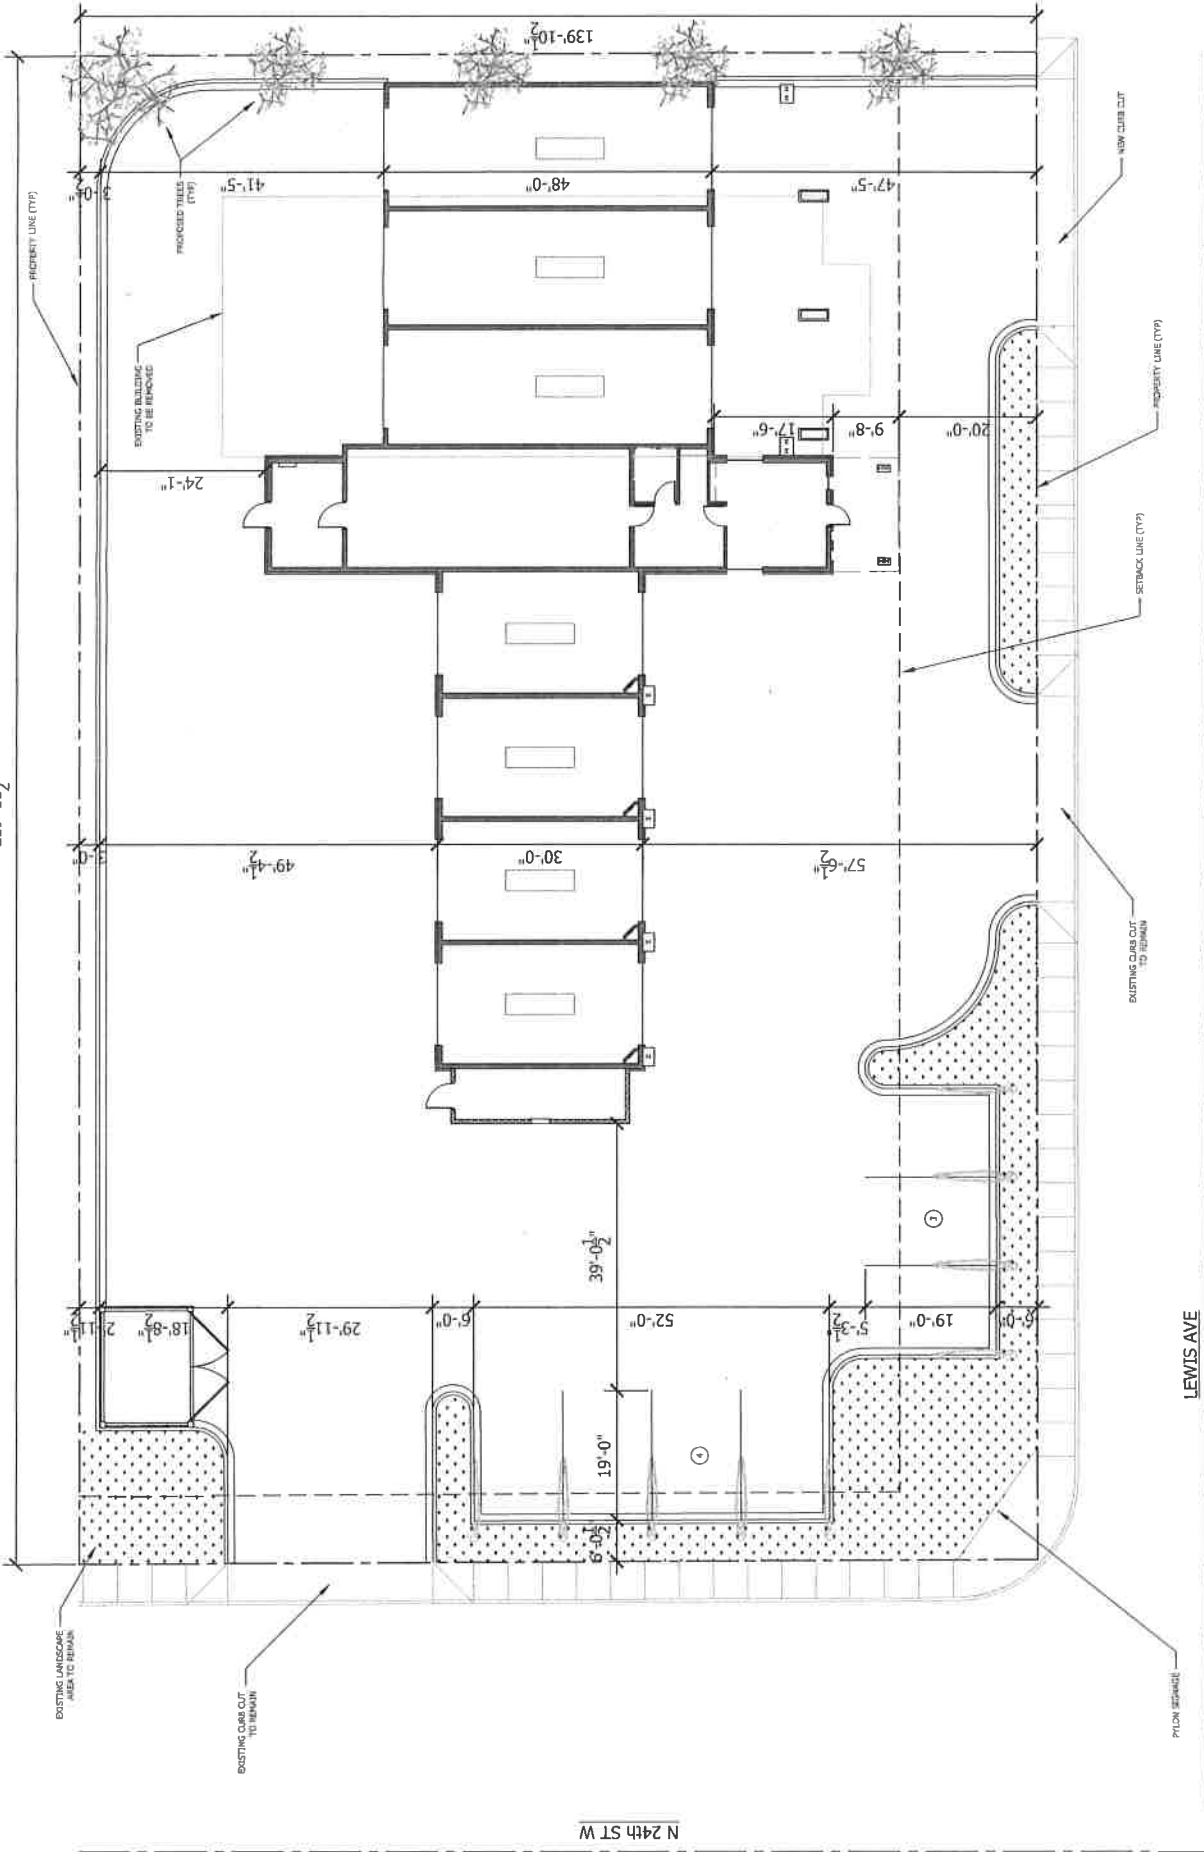 139'-10½"
PROPERTY LINE (TYP)
3'-0½"
PROPOSED TREES
(TYP)
41'-5"
48'-0"
47'-5"
NEW CURB CUT
EXISTING BUILDING
TO BE REMOVED
24'-1"
17'-6"
9'-8"
20'-0"
PROPERTY LINE (TYP)
SETBACK LINE (TYP)
3'-0"
49'-4½"
30'-0"
57'-6½"
EXISTING CURB CUT
TO REMAIN
39'-0½"
3
2'-11½"
18'-8½"
29'-11½"
6'-0"
52'-0"
5'-3½"
19'-0"
6'-0"
19'-0"
4
6'-0½"
EXISTING LANDSCAPE
AREA TO REMAIN
EXISTING CURB CUT
TO REMAIN
PYLON SIGNAGE
LEWIS AVE
N 24th ST W